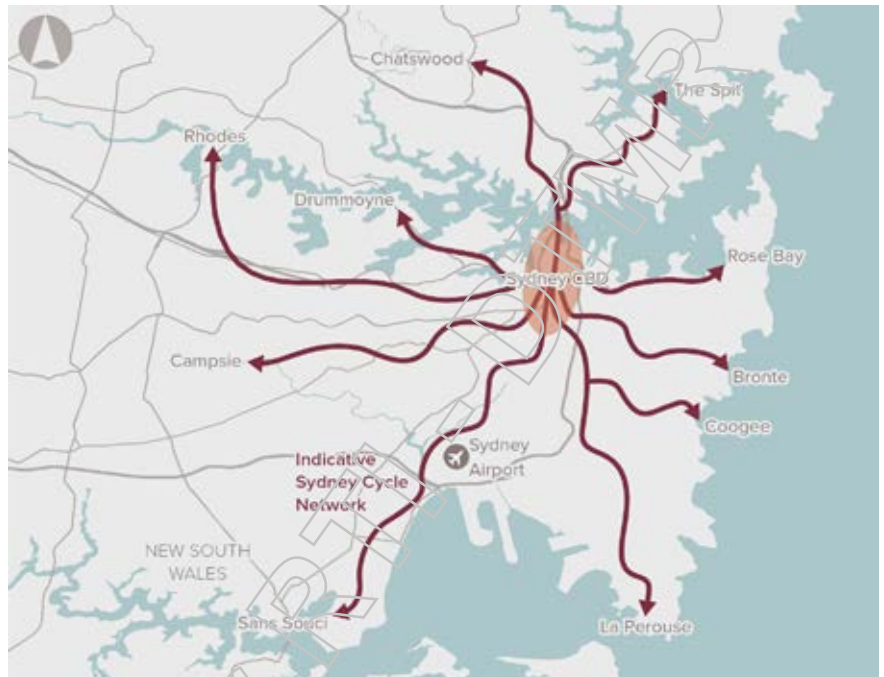 Chatswood
The Spit
Rhodes
Drummoyne
Rose Bay
Sydney CBD
Campsie
Bronte
Coogee
Sydney
Airport
Indicative
Sydney Cycle
Network
NEW SOUTH
WALES
Sans Souci
La Perouse